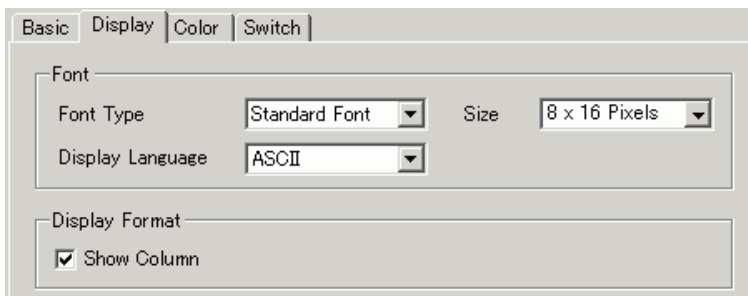 Basic Display Color Switch
Font
Font Type Standard Font Size 8 x 16 Pixels
Display Language ASCII
Display Format
Show Column